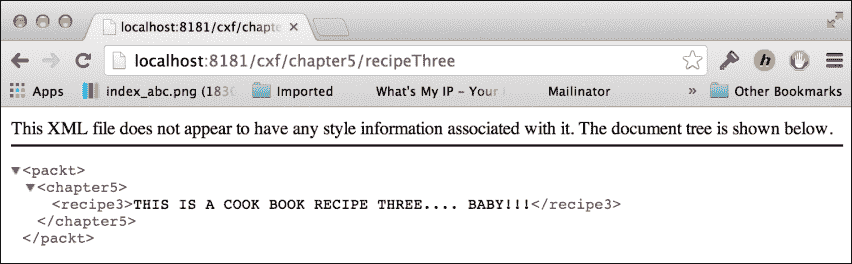 localhost:8181/cxf/chapte
localhost:8181/cxf/chapter5/recipeThree
Apps index_abc.png (183 Imported What's My IP - Your Mailinator » Other Bookmarks
This XML file does not appear to have any style information associated with it. The document tree is shown below.
▼<packt>
▼<chapter5>
<recipe3>THIS IS A COOK BOOK RECIPE THREE.... BABY!!!</recipe3>
</chapter5>
</packt>